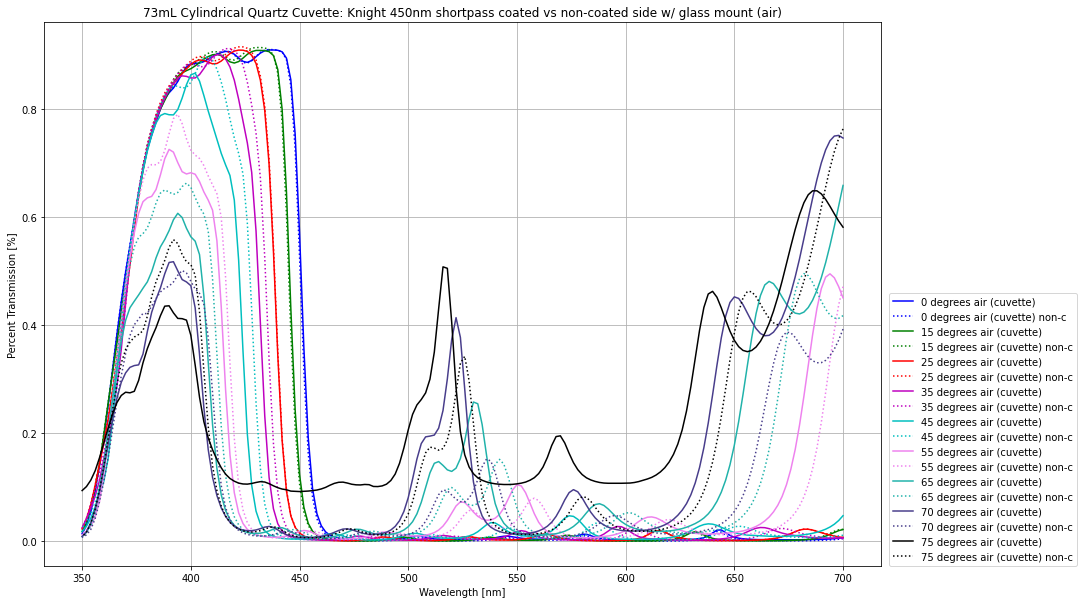 73mL Cylindrical Quartz Cuvette: Knight 450nm shortpass coated vs non-coated side w/ glass mount (air)
Percent Transmission [%]
0.8
0.6
0.4
0.2
0.0
350 400 450 500 550 600 650 700
Wavelength [nm]
0 degrees air (cuvette)
0 degrees air (cuvette) non-c
15 degrees air (cuvette)
15 degrees air (cuvette) non-c
25 degrees air (cuvette)
25 degrees air (cuvette) non-c
35 degrees air (cuvette)
35 degrees air (cuvette) non-c
45 degrees air (cuvette)
45 degrees air (cuvette) non-c
55 degrees air (cuvette)
55 degrees air (cuvette) non-c
65 degrees air (cuvette)
65 degrees air (cuvette) non-c
70 degrees air (cuvette)
70 degrees air (cuvette) non-c
75 degrees air (cuvette)
75 degrees air (cuvette) non-c